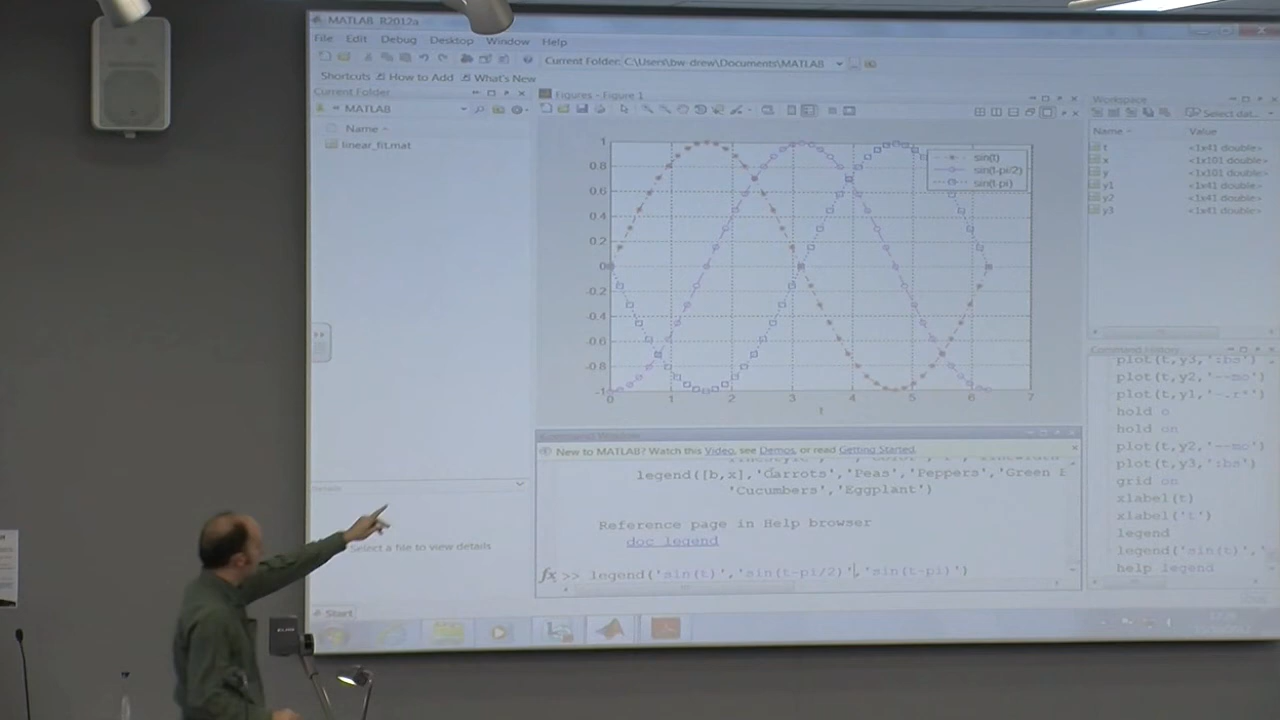 MATLAB R2012a
File Edit Debug Desktop Window Help
Current Folder: C:\Users\bw-drew\Documents\MATLAB
Shortcuts How to Add What's New
Current Folder
MATLAB
Name
linear_fit.mat
Select a file to view details
Start
Figures - Figure 1
1
0.8
0.6
0.4
0.2
0
-0.2
-0.4
-0.6
-0.8
-1
0 1 2 3 4 5 6 7
t
sin(t)
sin(t-pi/2)
sin(t-pi)
Command Window
New to MATLAB? Watch this Video, see Demos, or read Getting Started.
legend([b,x],'Carrots','Peas','Peppers','Green
'Cucumbers','Eggplant')
Reference page in Help browser
doc legend
fx >> legend('sin(t)','sin(t-pi/2)','sin(t-pi)')
Workspace
Select dat...
Name Value
t <1x41 double>
x <1x101 double>
y <1x101 double>
y1 <1x41 double>
y2 <1x41 double>
y3 <1x41 double>
Command History
plot(t,y3,':bs')
plot(t,y2,'--mo')
plot(t,y1,'-.r*')
hold o
hold on
plot(t,y2,'--mo')
plot(t,y3,':bs')
grid on
xlabel(t)
xlabel('t')
legend
legend('sin(t)',
help legend